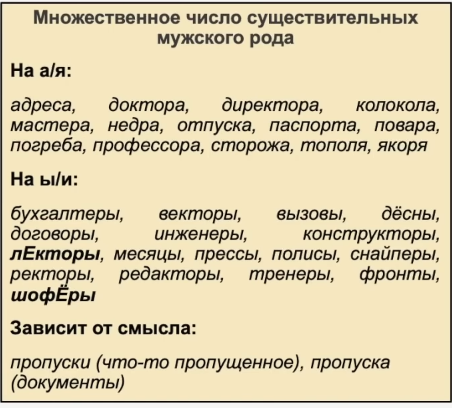 Множественное число существительных
мужского рода
На а/я:
адреса, доктора, директора, колокола,
мастера, недра, отпуска, паспорта, повара,
погреба, профессора, сторожа, тополя, якоря
На ы/и:
бухгалтеры, векторы, вызовы, дёсны,
договоры, инженеры, конструкторы,
лЕкторы, месяцы, прессы, полисы, снайперы,
ректоры, редакторы, тренеры, фронты,
шофЁры
Зависит от смысла:
пропуски (что-то пропущенное), пропуска
(документы)